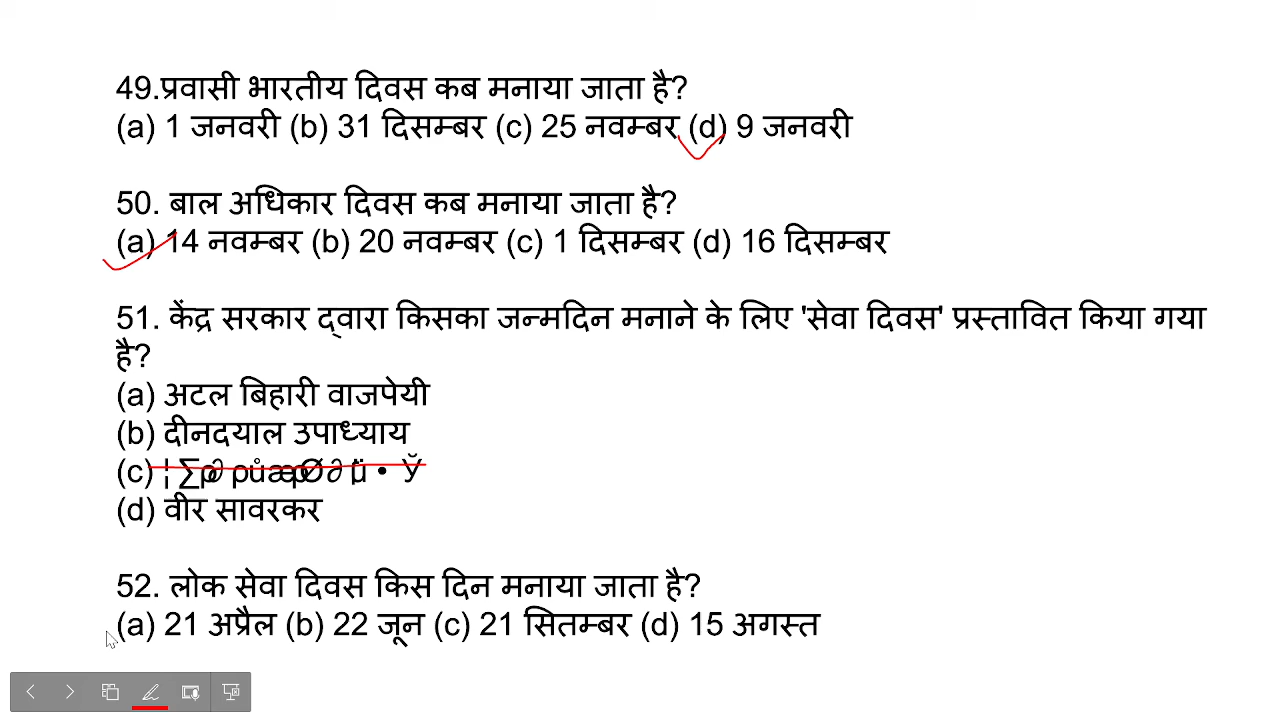 49.प्रवासी भारतीय दिवस कब मनाया जाता है?
(a) 1 जनवरी (b) 31 दिसम्बर (c) 25 नवम्बर (d) 9 जनवरी
50. बाल अधिकार दिवस कब मनाया जाता है?
(a) 14 नवम्बर (b) 20 नवम्बर (c) 1 दिसम्बर (d) 16 दिसम्बर
51. केंद्र सरकार द्वारा किसका जन्मदिन मनाने के लिए 'सेवा दिवस' प्रस्तावित किया गया
है?
(a) अटल बिहारी वाजपेयी
(b) दीनदयाल उपाध्याय
(c)
(d) वीर सावरकर
52. लोक सेवा दिवस किस दिन मनाया जाता है?
(a) 21 अप्रैल (b) 22 जून (c) 21 सितम्बर (d) 15 अगस्त